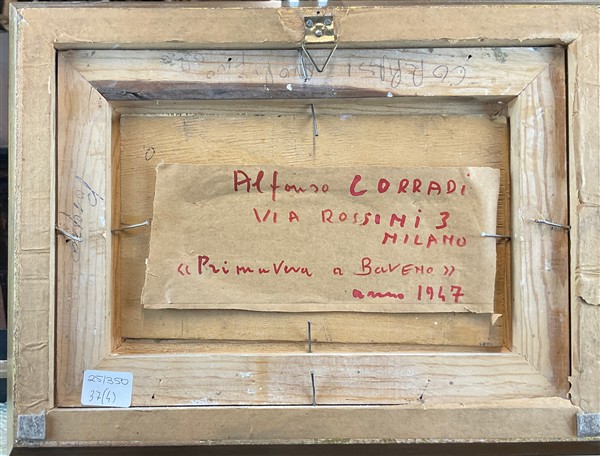 Alfonso CORRADi
ViA ROSSiNi 3
MiLANO
« Primavera a BaVENO »
anno 1947
25/350
37(4)